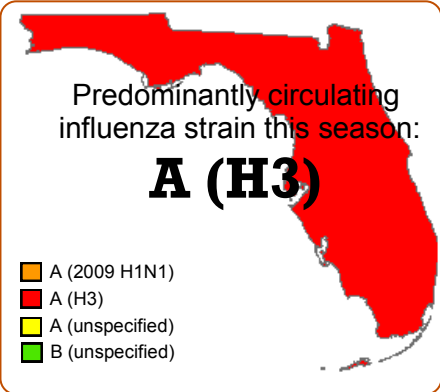 Predominantly circulating
influenza strain this season:
A (H3)
A (2009 H1N1)
A (H3)
A (unspecified)
B (unspecified)